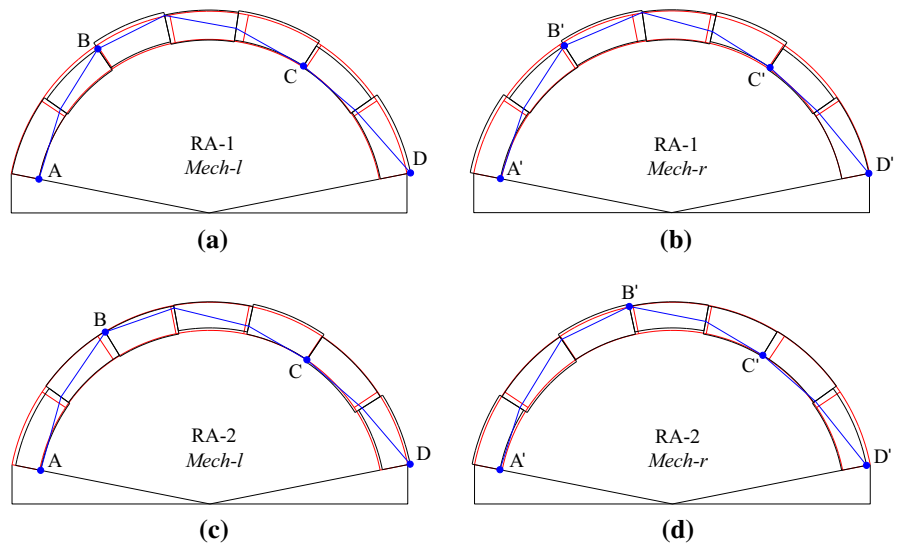 B
C
RA-1
Mech-l
A
D
(a)
B'
C'
RA-1
Mech-r
A'
D'
(b)
B
C
RA-2
Mech-l
A
D
(c)
B'
C'
RA-2
Mech-r
A'
D'
(d)